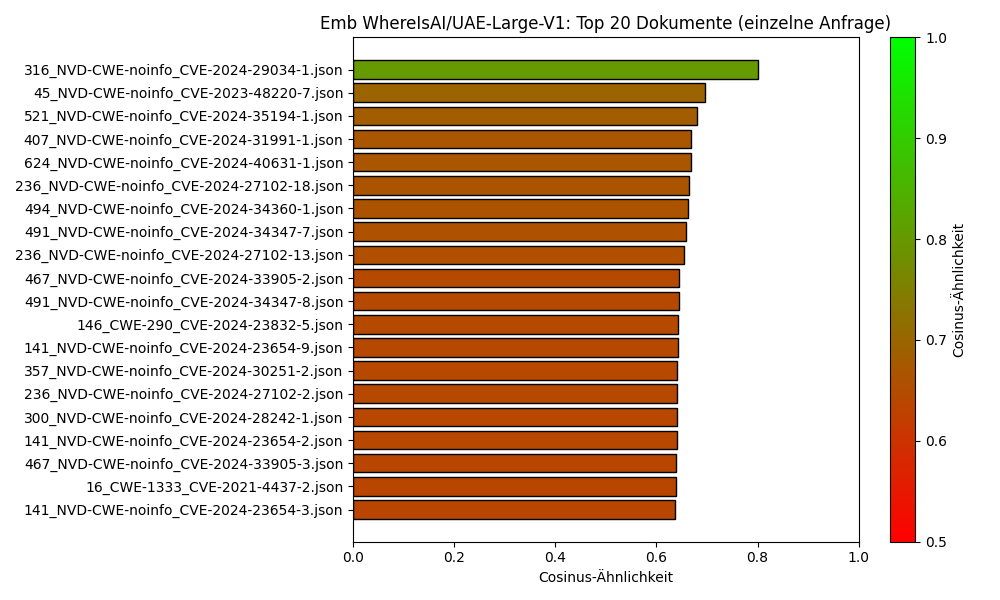 Emb WhereIsAI/UAE-Large-V1: Top 20 Dokumente (einzelne Anfrage)
316_NVD-CWE-noinfo_CVE-2024-29034-1.json
45_NVD-CWE-noinfo_CVE-2023-48220-7.json
521_NVD-CWE-noinfo_CVE-2024-35194-1.json
407_NVD-CWE-noinfo_CVE-2024-31991-1.json
624_NVD-CWE-noinfo_CVE-2024-40631-1.json
236_NVD-CWE-noinfo_CVE-2024-27102-18.json
494_NVD-CWE-noinfo_CVE-2024-34360-1.json
491_NVD-CWE-noinfo_CVE-2024-34347-7.json
236_NVD-CWE-noinfo_CVE-2024-27102-13.json
467_NVD-CWE-noinfo_CVE-2024-33905-2.json
491_NVD-CWE-noinfo_CVE-2024-34347-8.json
146_CWE-290_CVE-2024-23832-5.json
141_NVD-CWE-noinfo_CVE-2024-23654-9.json
357_NVD-CWE-noinfo_CVE-2024-30251-2.json
236_NVD-CWE-noinfo_CVE-2024-27102-2.json
300_NVD-CWE-noinfo_CVE-2024-28242-1.json
141_NVD-CWE-noinfo_CVE-2024-23654-2.json
467_NVD-CWE-noinfo_CVE-2024-33905-3.json
16_CWE-1333_CVE-2021-4437-2.json
141_NVD-CWE-noinfo_CVE-2024-23654-3.json
0.0 0.2 0.4 0.6 0.8 1.0
Cosinus-Ähnlichkeit
1.0
0.9
0.8
0.7
0.6
0.5
Cosinus-Ähnlichkeit